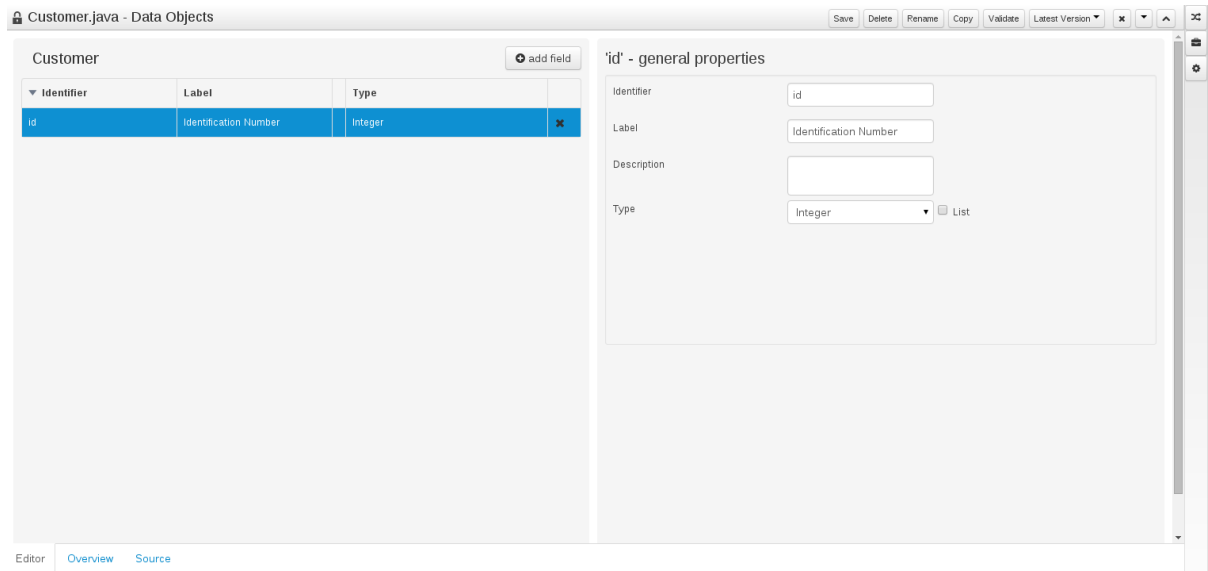 Customer.java - Data Objects
Save Delete Rename Copy Validate Latest Version
Customer
add field
Identifier Label Type
id Identification Number Integer
'id' - general properties
Identifier id
Label Identification Number
Description
Type Integer List
Editor Overview Source